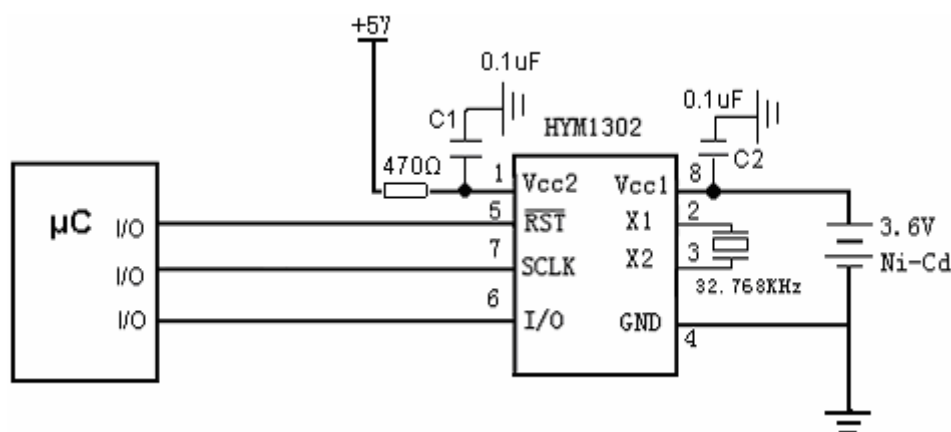 +5V
0.1uF
0.1uF
C1
HYM1302
C2
470Ω
1
Vcc2
Vcc1
8
μC
I/O
5
RST
X1
2
3.6V
I/O
7
SCLK
X2
3
Ni-Cd
32.768KHz
I/O
6
I/O
GND
4